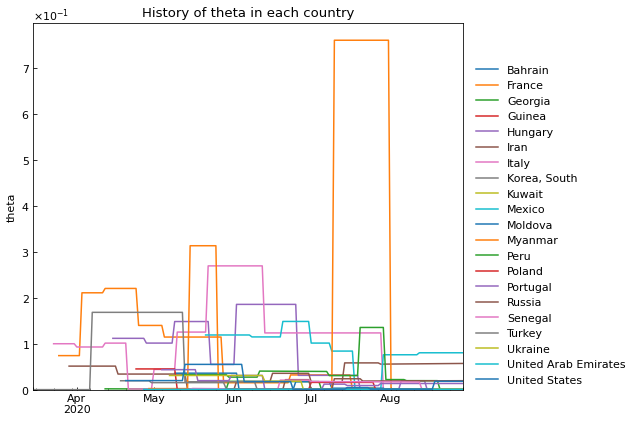 History of theta in each country
×10⁻¹
7
6
5
4
3
2
1
0
theta
Apr
2020
May
Jun
Jul
Aug
Bahrain
France
Georgia
Guinea
Hungary
Iran
Italy
Korea, South
Kuwait
Mexico
Moldova
Myanmar
Peru
Poland
Portugal
Russia
Senegal
Turkey
Ukraine
United Arab Emirates
United States